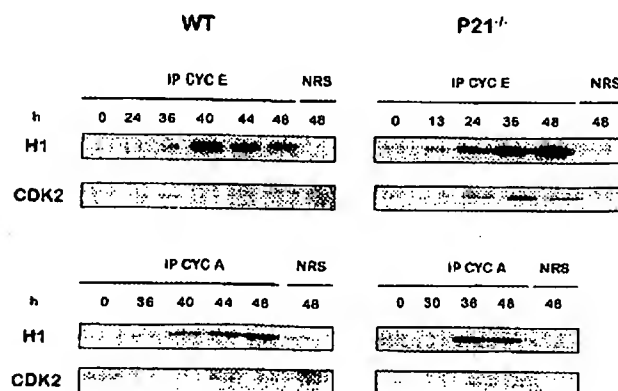 WT P21-/-
IP CYC E NRS IP CYC E NRS
h 0 24 36 40 44 48 48 0 13 24 36 48 48
H1
CDK2
IP CYC A NRS IP CYC A NRS
h 0 36 40 44 48 48 0 30 36 48 48
H1
CDK2